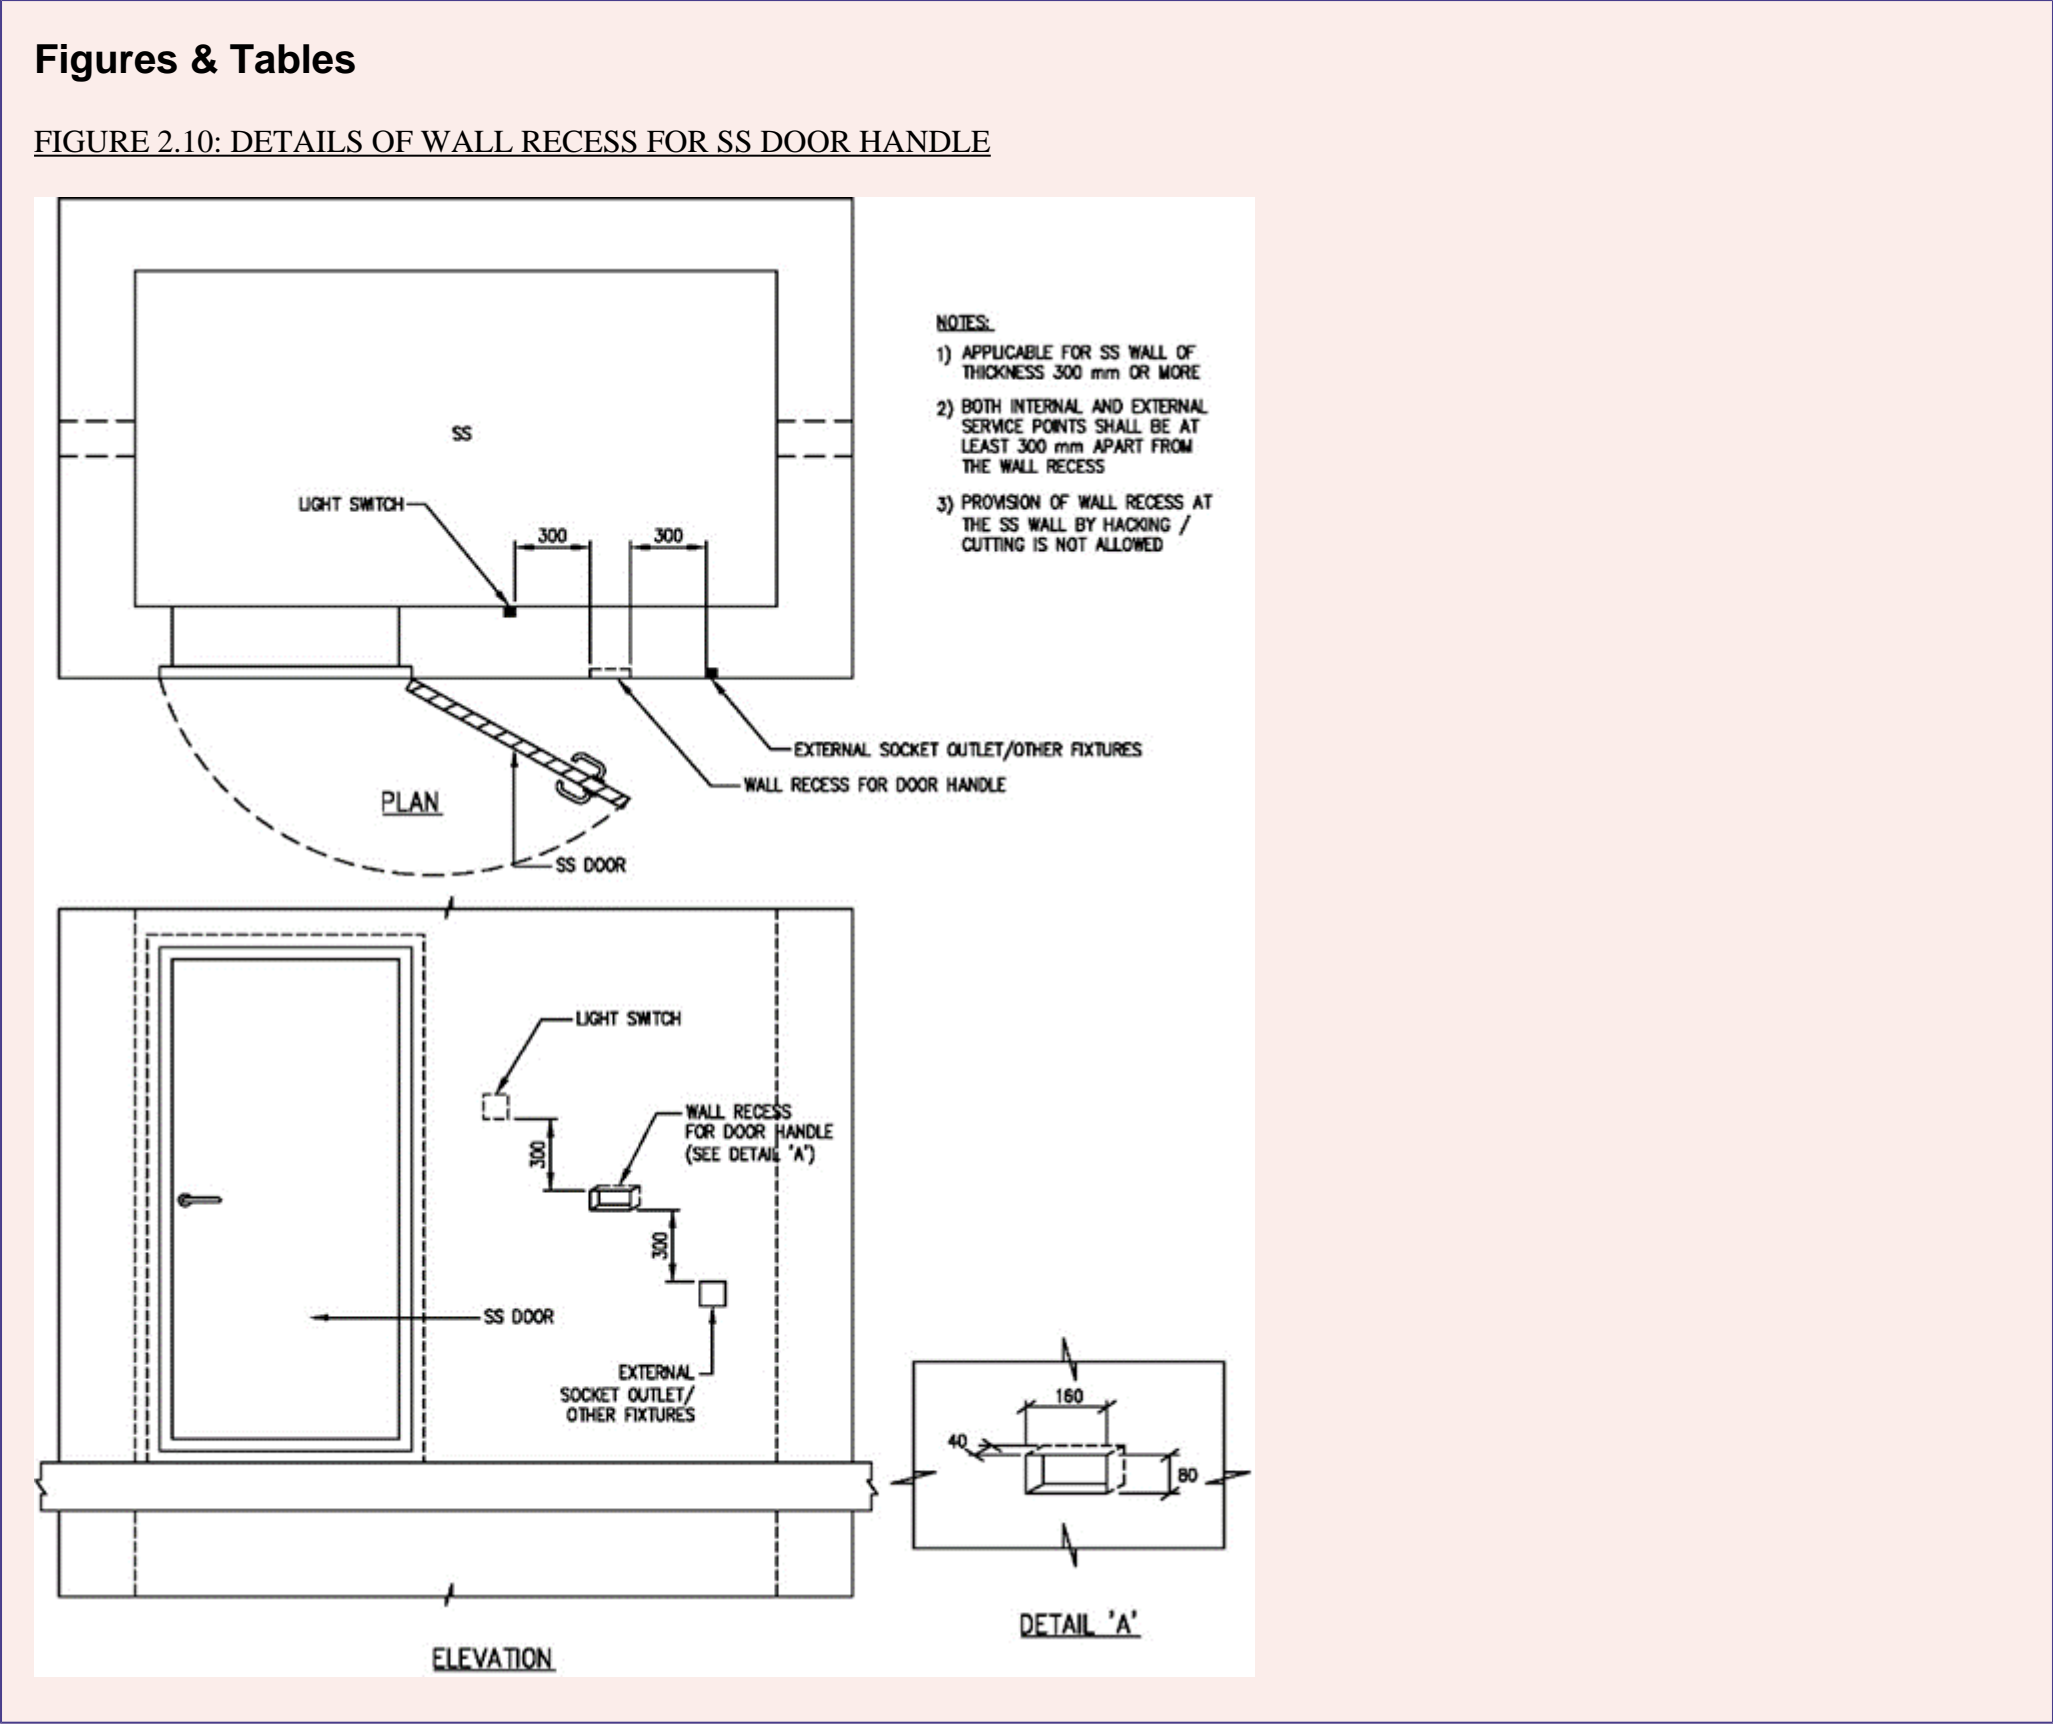 Figures & Tables
FIGURE 2.10: DETAILS OF WALL RECESS FOR SS DOOR HANDLE
NOTES:
1) APPLICABLE FOR SS WALL OF
THICKNESS 300 mm OR MORE
2) BOTH INTERNAL AND EXTERNAL
SERVICE POINTS SHALL BE AT
LEAST 300 mm APART FROM
THE WALL RECESS
3) PROVISION OF WALL RECESS AT
THE SS WALL BY HACKING /
CUTTING IS NOT ALLOWED
SS
LIGHT SWITCH
300
300
EXTERNAL SOCKET OUTLET/OTHER FIXTURES
WALL RECESS FOR DOOR HANDLE
PLAN
SS DOOR
LIGHT SWITCH
WALL RECESS
FOR DOOR HANDLE
(SEE DETAIL 'A')
300
300
SS DOOR
EXTERNAL
SOCKET OUTLET/
OTHER FIXTURES
160
40
80
DETAIL 'A'
ELEVATION